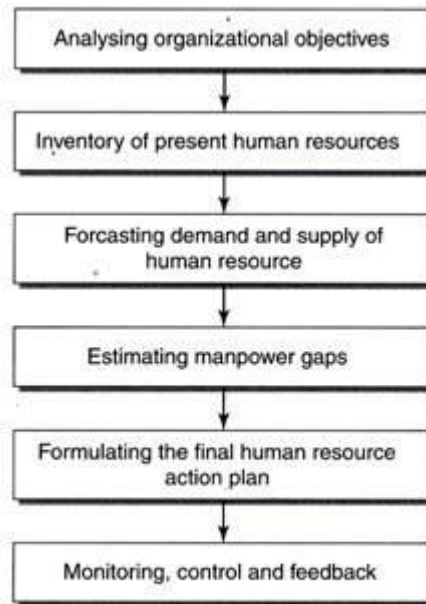 Analysing organizational objectives
Inventory of present human resources
Forcasting demand and supply of
human resource
Estimating manpower gaps
Formulating the final human resource
action plan
Monitoring, control and feedback